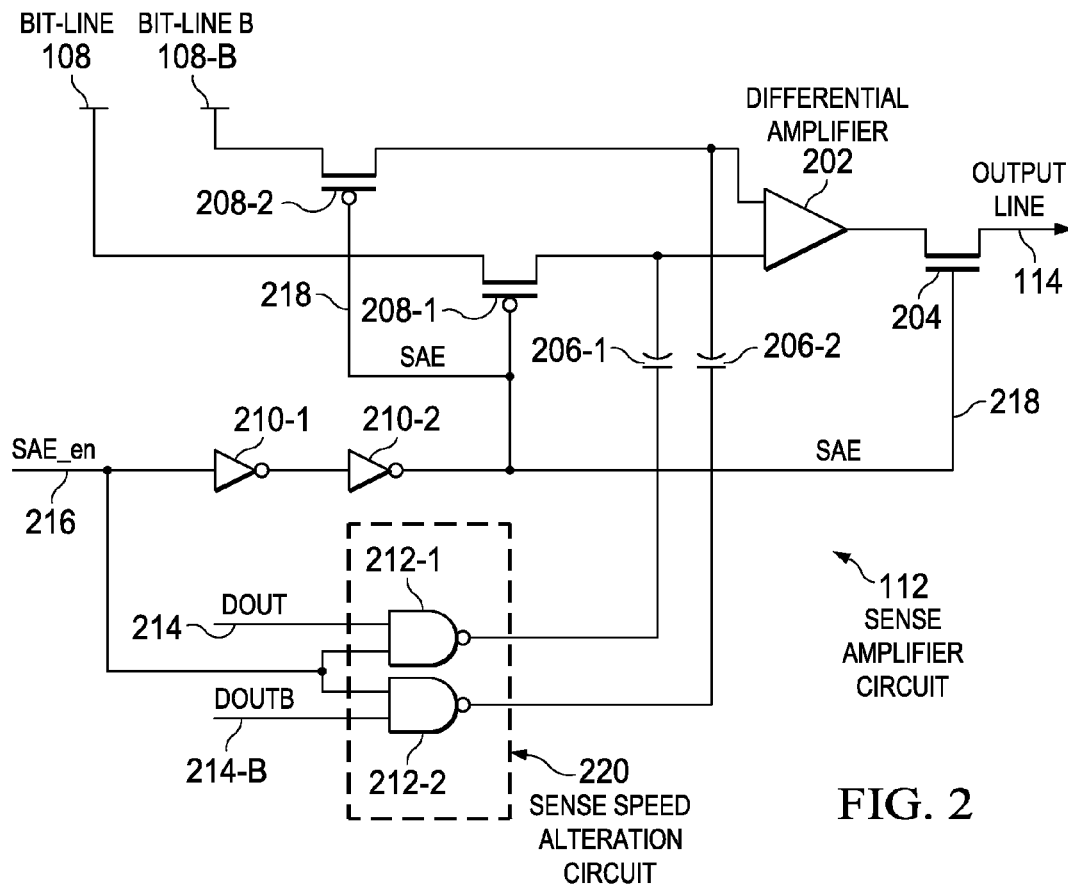 BIT-LINE
108
BIT-LINE B
108-B
DIFFERENTIAL
AMPLIFIER
202
OUTPUT
LINE
114
208-2
218
208-1
204
206-1
206-2
SAE
218
210-1
210-2
SAE_en
216
SAE
212-1
DOUT
214
112
SENSE
AMPLIFIER
CIRCUIT
DOUTB
214-B
212-2
220
SENSE SPEED
ALTERATION
CIRCUIT
FIG. 2